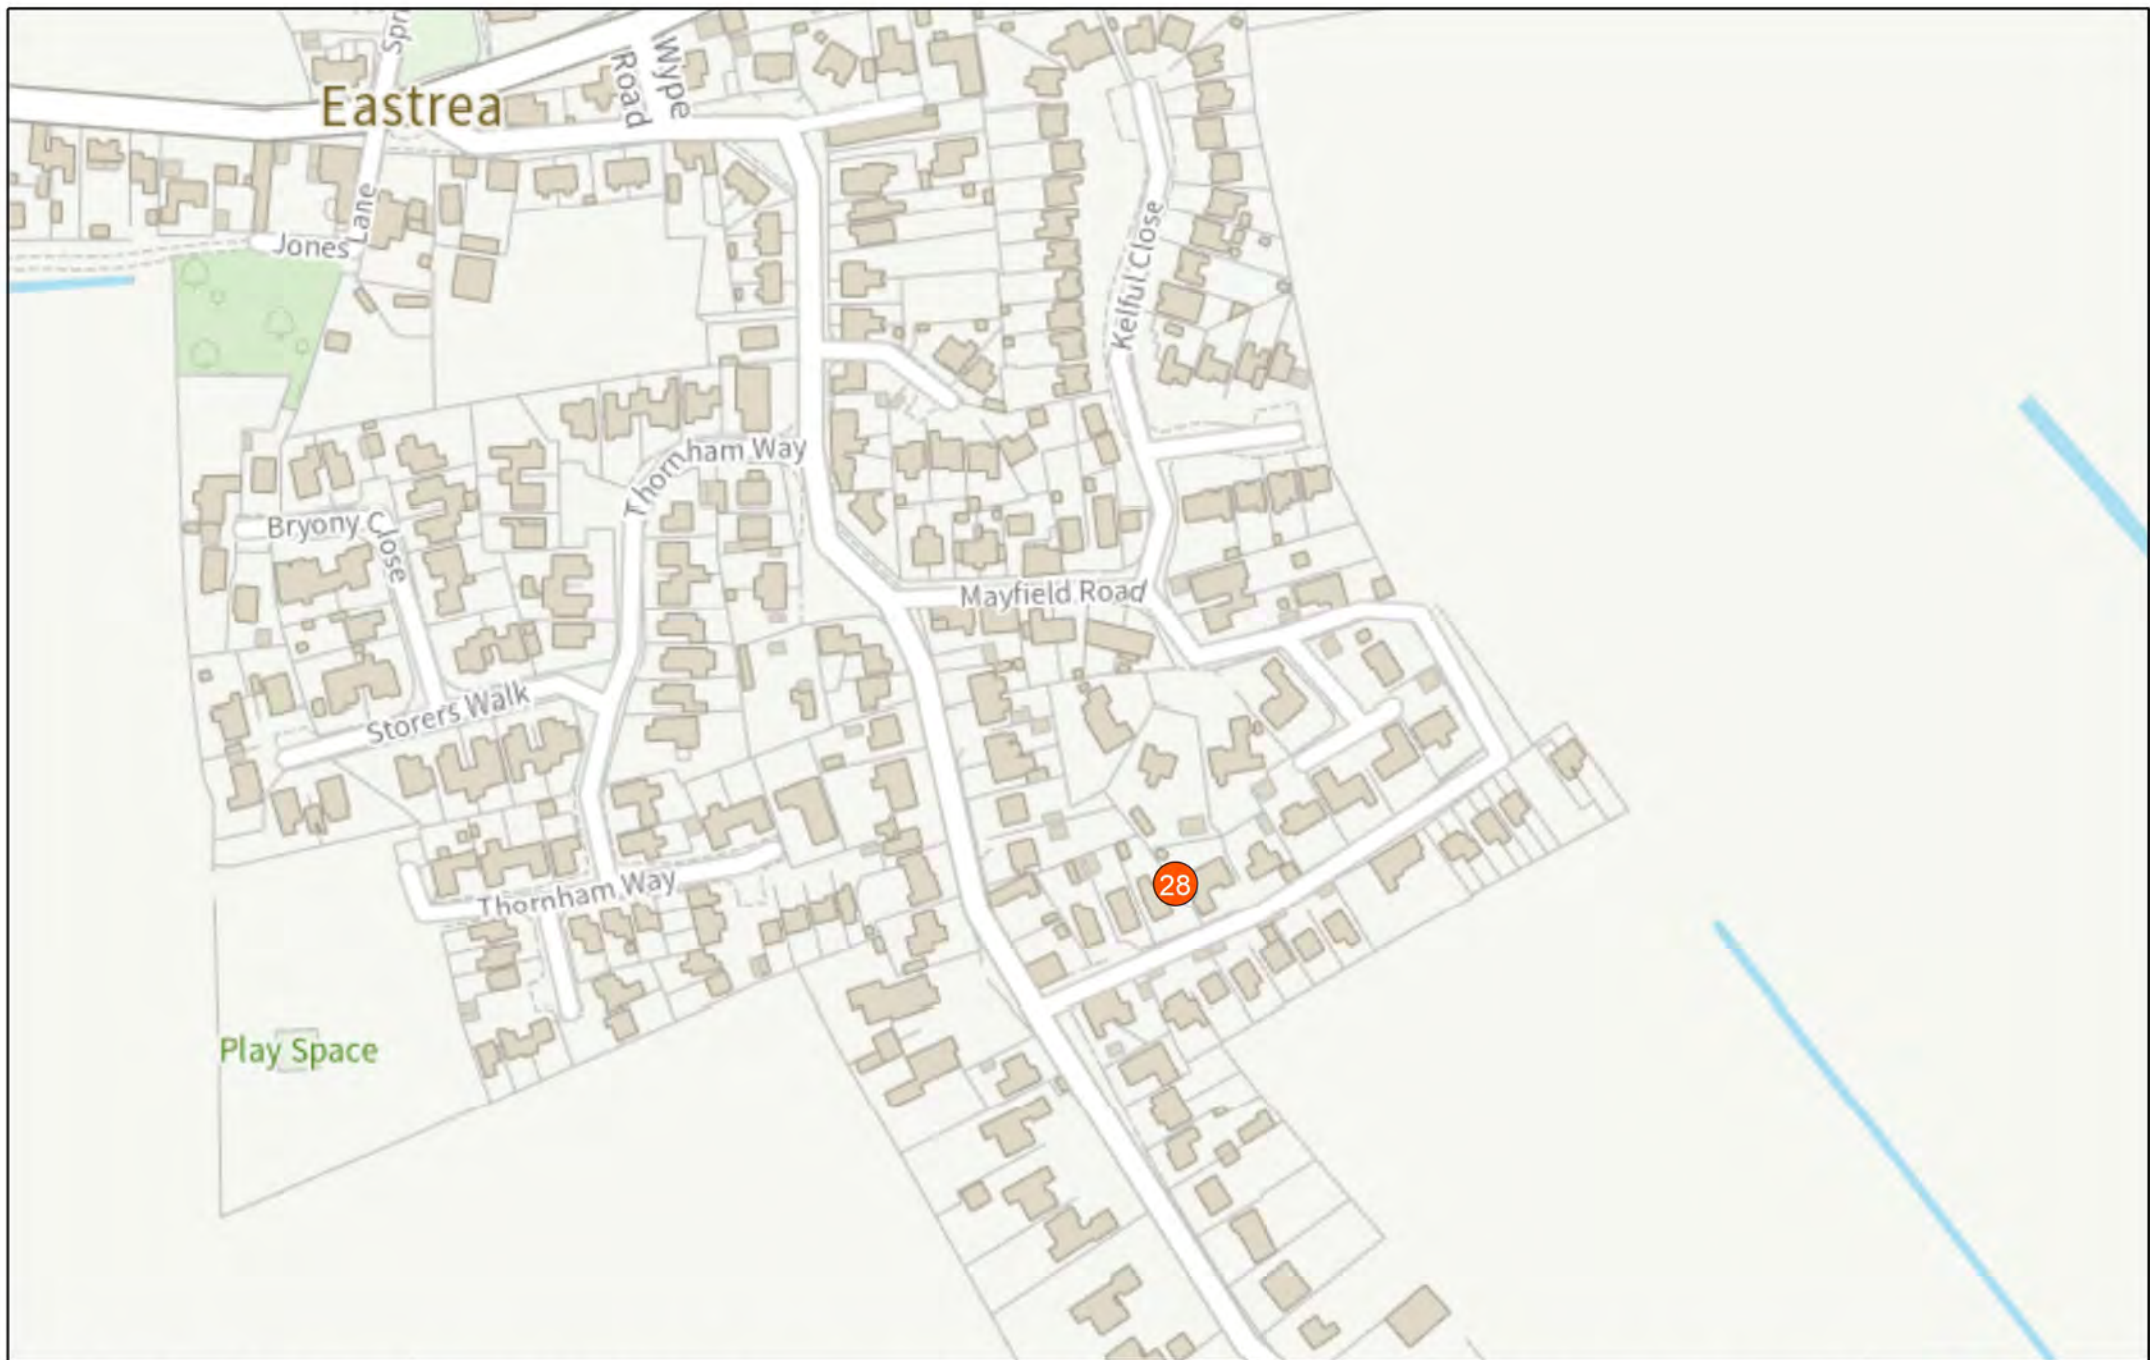 Spr
Wype
Road
Eastrea
Jones Lane
Kelful Close
Thornham Way
Bryony Close
Mayfield Road
Storers Walk
Thornham Way
28
Play Space